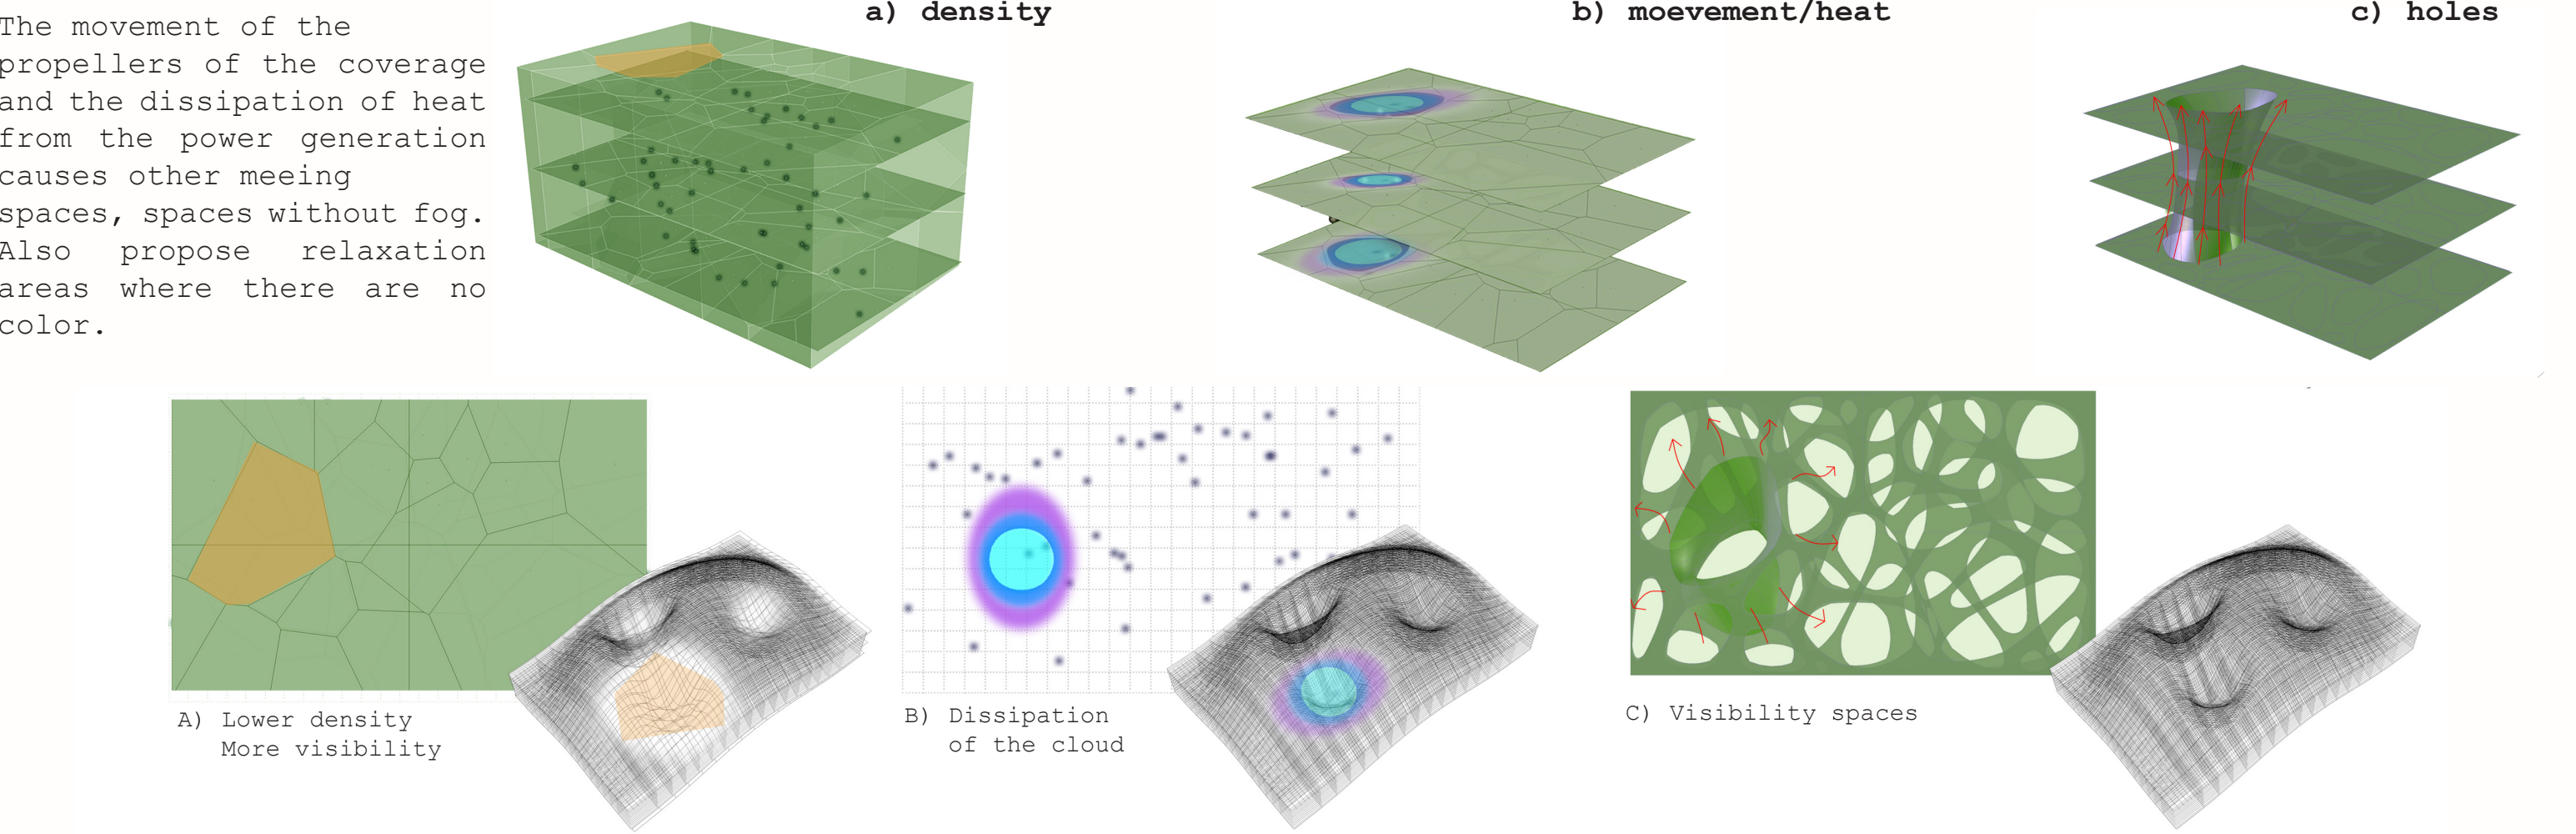 The movement of the
propellers of the coverage
and the dissipation of heat
from the power generation
causes other meeing
spaces, spaces without fog.
Also propose relaxation
areas where there are no
color.
a) density
b) moevement/heat
c) holes
A) Lower density
More visibility
B) Dissipation
of the cloud
C) Visibility spaces